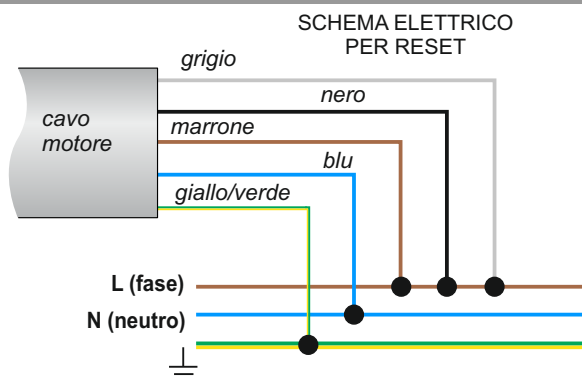 SCHEMA ELETTRICO
PER RESET
grigio
nero
cavo
motore
marrone
blu
giallo/verde
L (fase)
N (neutro)